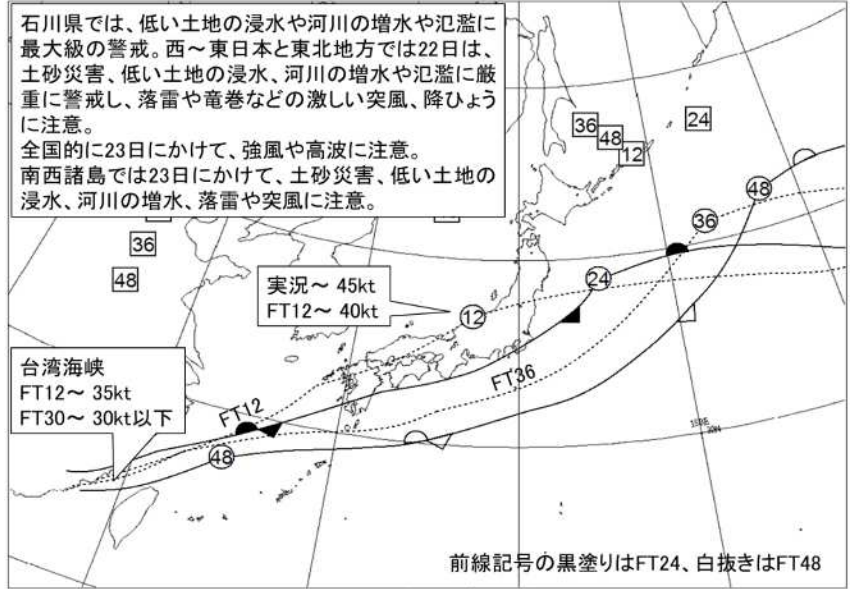 石川県では、低い土地の浸水や河川の増水や氾濫に
最大級の警戒。西～東日本と東北地方では22日は、
土砂災害、低い土地の浸水、河川の増水や氾濫に厳
重に警戒し、落雷や竜巻などの激しい突風、降ひょう
に注意。
全国的に23日にかけて、強風や高波に注意。
南西諸島では23日にかけて、土砂災害、低い土地の
浸水、河川の増水、落雷や突風に注意。
36
48
12
24
48
36
36
48
実況～ 45kt
FT12～ 40kt
24
12
台湾海峡
FT12～ 35kt
FT30～ 30kt以下
FT12
FT36
48
150E
30N
前線記号の黒塗りはFT24、白抜きはFT48